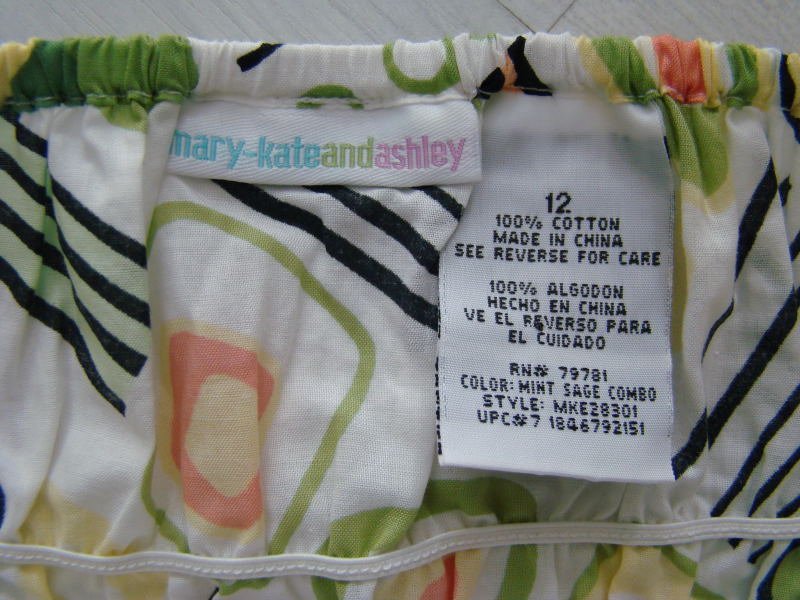 mary-kateandashley
12
100% COTTON
MADE IN CHINA
SEE REVERSE FOR CARE
100% ALGODON
HECHO EN CHINA
VE EL REVERSO PARA
EL CUIDADO
RN# 79781
COLOR: MINT SAGE COMBO
STYLE: MKE28301
UPC#7 1846792151